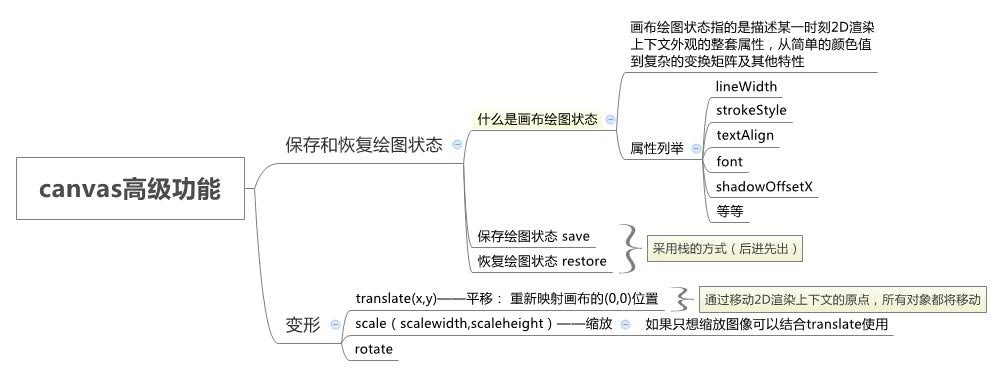 canvas高级功能
保存和恢复绘图状态
什么是画布绘图状态
画布绘图状态指的是描述某一时刻2D渲染
上下文外观的整套属性，从简单的颜色值
到复杂的变换矩阵及其他特性
属性列举
lineWidth
strokeStyle
textAlign
font
shadowOffsetX
等等
保存绘图状态 save
恢复绘图状态 restore
采用栈的方式（后进先出）
变形
translate(x,y)——平移： 重新映射画布的(0,0)位置
通过移动2D渲染上下文的原点，所有对象都将移动
scale（scalewidth,scaleheight）——缩放
如果只想缩放图像可以结合translate使用
rotate